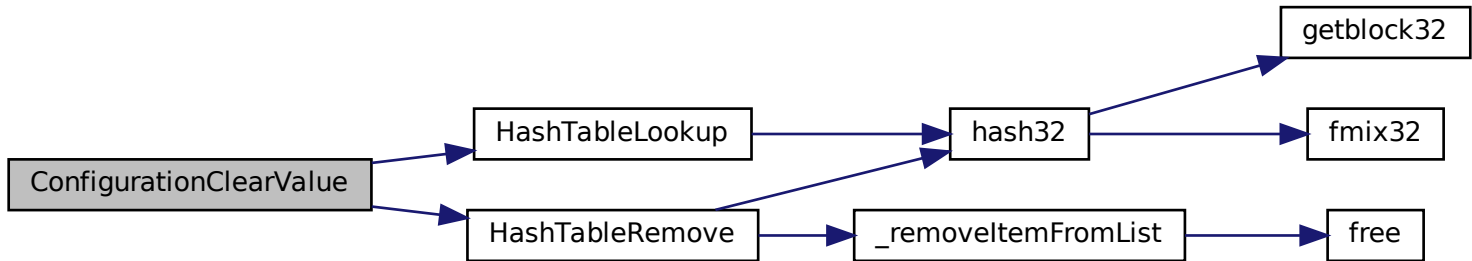 ConfigurationClearValue
HashTableLookup
HashTableRemove
hash32
_removeItemFromList
getblock32
fmix32
free